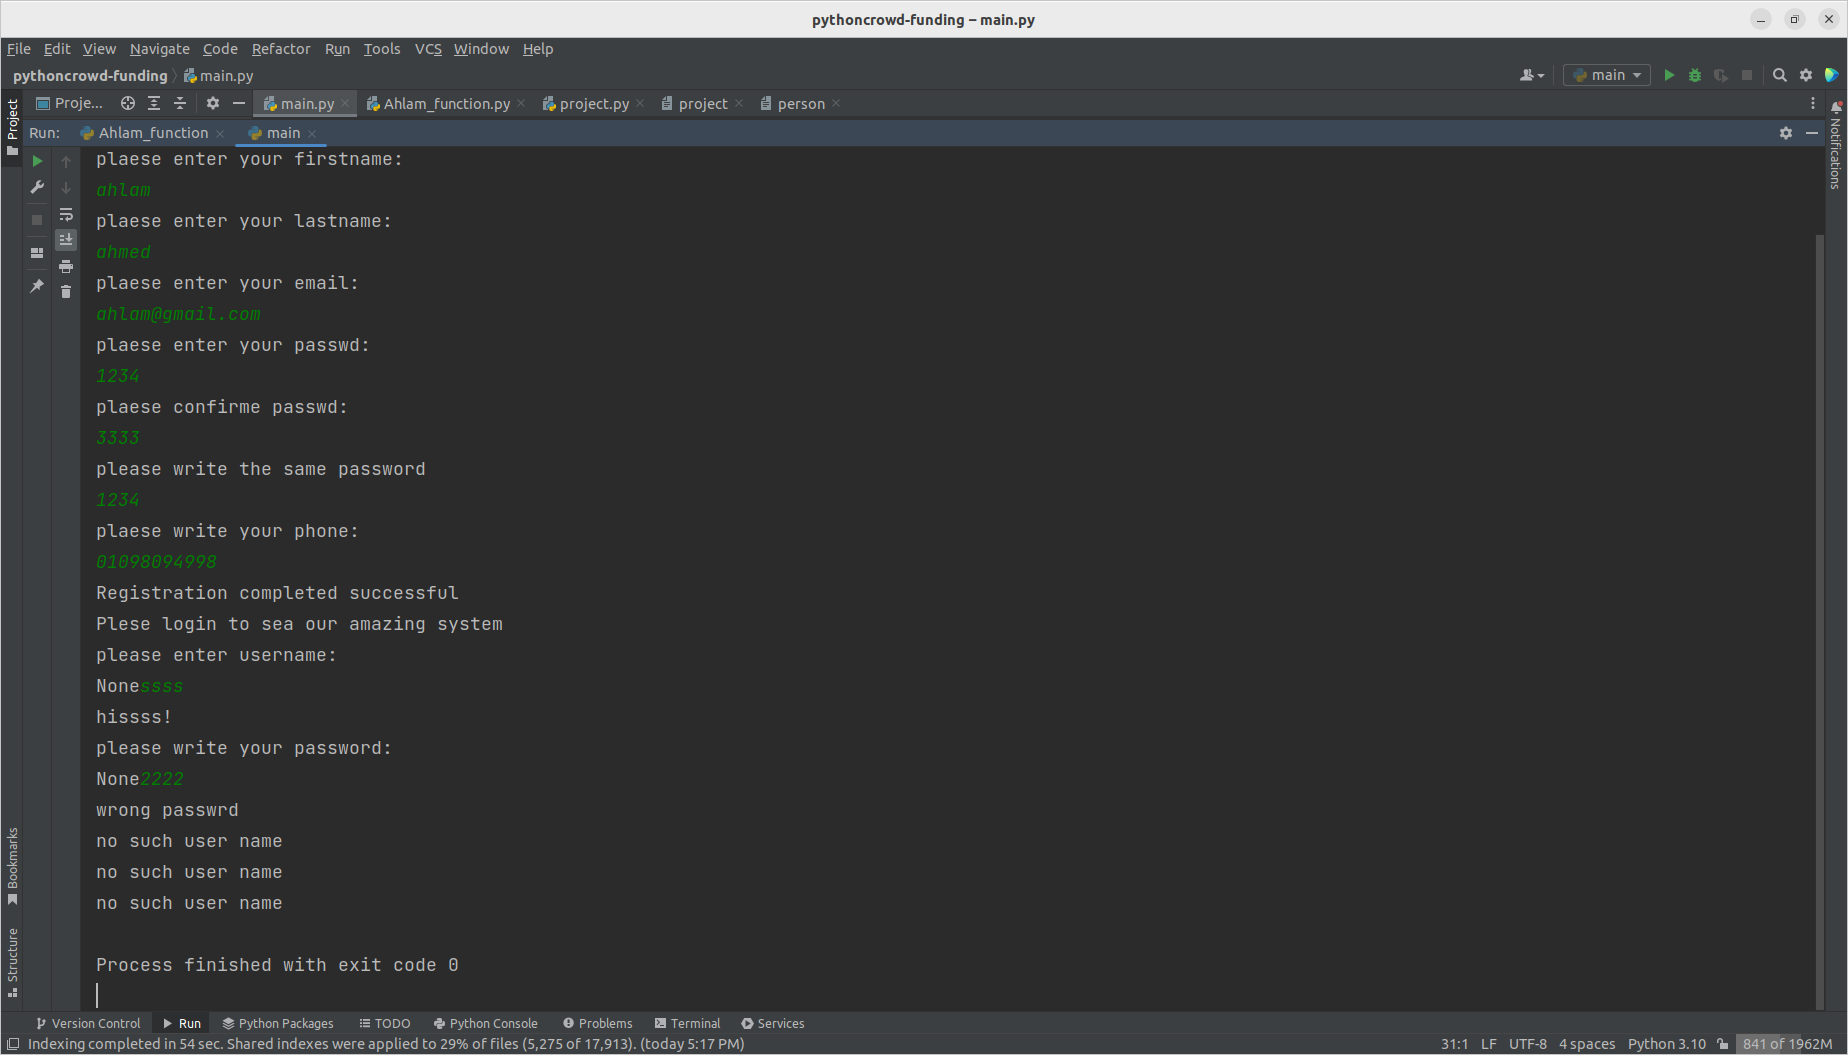 pythoncrowd-funding – main.py
File Edit View Navigate Code Refactor Run Tools VCS Window Help
pythoncrowd-funding main.py main
Proje... main.py Ahlam_function.py project.py project person
Run: Ahlam_function main
Project
Notifications
plaese enter your firstname:
ahlam
plaese enter your lastname:
ahmed
plaese enter your email:
ahlam@gmail.com
plaese enter your passwd:
1234
plaese confirme passwd:
3333
please write the same password
1234
plaese write your phone:
01098094998
Registration completed successful
Plese login to sea our amazing system
please enter username:
Nonessss
hissss!
please write your password:
None2222
wrong passwrd
no such user name
no such user name
no such user name
Process finished with exit code 0
Bookmarks
Structure
Version Control Run Python Packages TODO Python Console Problems Terminal Services
Indexing completed in 54 sec. Shared indexes were applied to 29% of files (5,275 of 17,913). (today 5:17 PM) 31:1 LF UTF-8 4 spaces Python 3.10 841 of 1962M